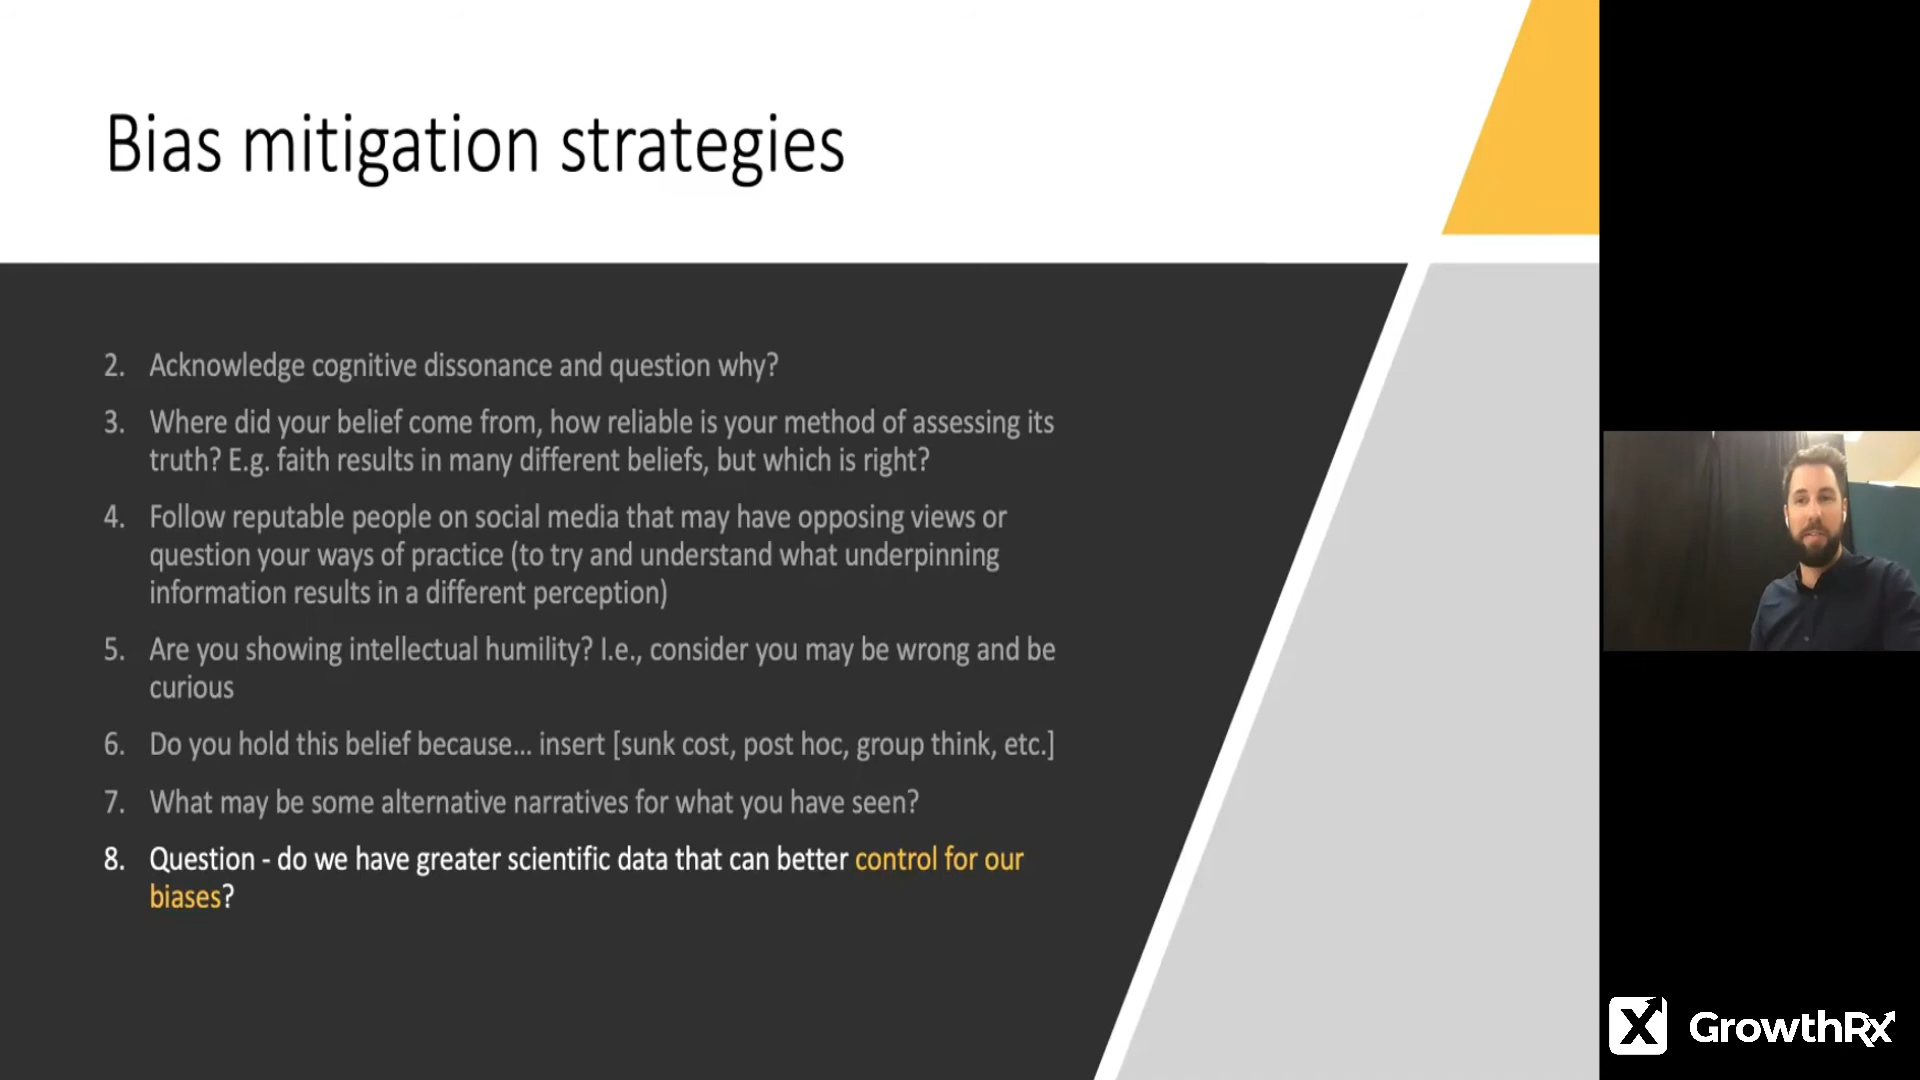 Bias mitigation strategies
2. Acknowledge cognitive dissonance and question why?
3. Where did your belief come from, how reliable is your method of assessing its
truth? E.g. faith results in many different beliefs, but which is right?
4. Follow reputable people on social media that may have opposing views or
question your ways of practice (to try and understand what underpinning
information results in a different perception)
5. Are you showing intellectual humility? I.e., consider you may be wrong and be
curious
6. Do you hold this belief because... insert [sunk cost, post hoc, group think, etc.]
7. What may be some alternative narratives for what you have seen?
8. Question - do we have greater scientific data that can better control for our
biases?
X GrowthRx